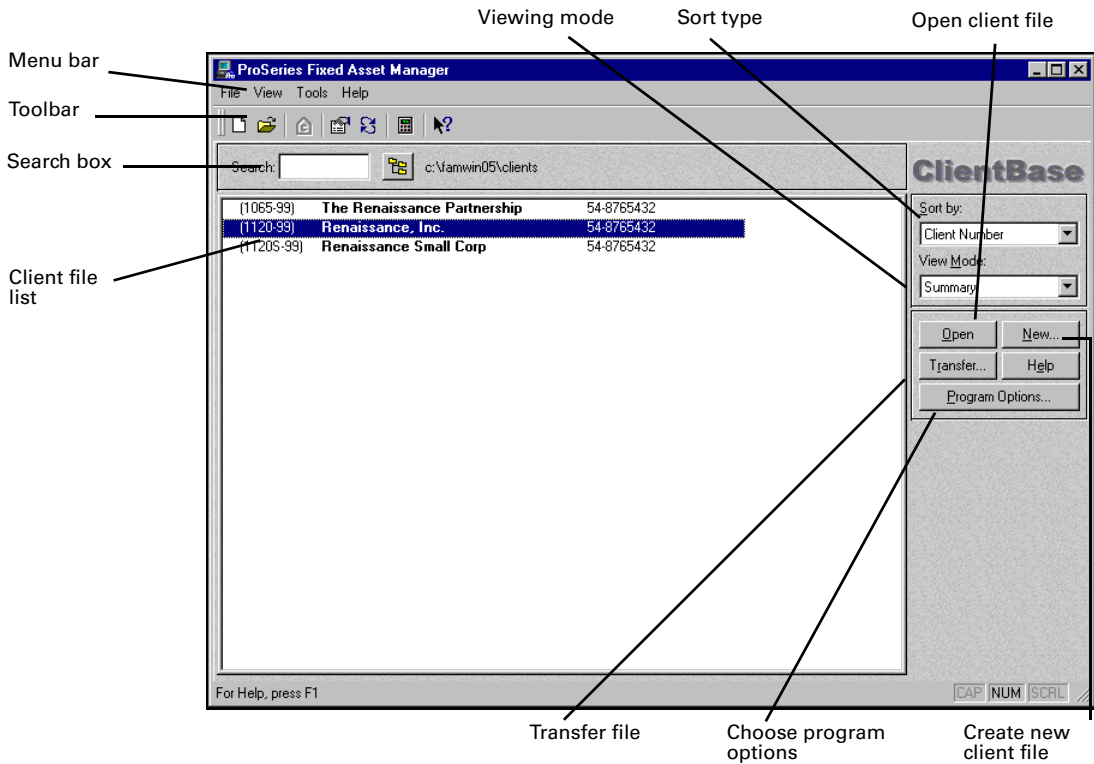 Viewing mode
Sort type
Open client file
Menu bar
Toolbar
Search box
Client file
list
ProSeries Fixed Asset Manager
File View Tools Help
Search:
c:\famwin05\clients
ClientBase
(1065-99) The Renaissance Partnership 54-8765432
(1120-99) Renaissance, Inc. 54-8765432
(1120S-99) Renaissance Small Corp 54-8765432
Sort by:
Client Number
View Mode:
Summary
Open
New...
Transfer...
Help
Program Options...
For Help, press F1
CAP NUM SCRL
Transfer file
Choose program
options
Create new
client file